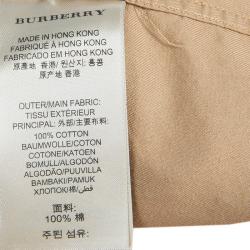 BURBERRY
MADE IN HONG KONG
FABRIQUÉ À HONG KONG
FABRICADO EM HONG KONG
原產地 香港 / 원산지 홍콩
原产地 香港
OUTER/MAIN FABRIC:
TISSU EXTÉRIEUR
PRINCIPAL: 外部/主要布料:
100% COTTON
BAUMWOLLE/COTON
COTONE/KATOEN
BOMULL/ALGODÓN
ALGODÃO/PUUVILLA
BAMBAKI/PAMUK
ХЛОПОК/綿/قطن
面料:
100% 棉
주된 섬유: